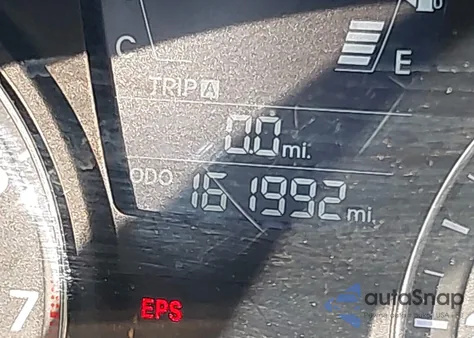 C
E
TRIP A
0.0 mi.
ODO 161992 mi.
7
EPS
autoSnap